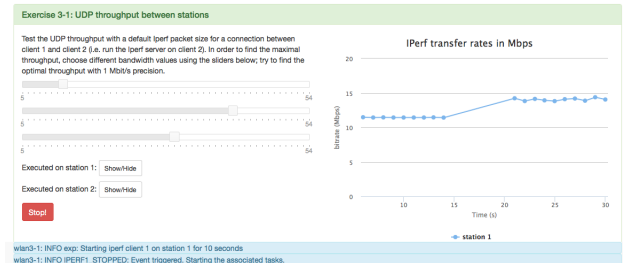 Exercise 3-1: UDP throughput between stations
Test the UDP throughput with a default Iperf packet size for a connection between
client 1 and client 2 (i.e. run the Iperf server on client 2). In order to find the maximal
throughput, choose different bandwidth values using the sliders below; try to find the
optimal throughput with 1 Mbit/s precision.
5 54
5 54
5 54
Executed on station 1: Show/Hide
Executed on station 2: Show/Hide
Stop!
IPerf transfer rates in Mbps
bitrate (Mbps)
20
15
10
5
0
10 15 20 25 30
Time (s)
station 1
wlan3-1: INFO exp: Starting iperf client 1 on station 1 for 10 seconds
wlan3-1: INFO IPERF1_STOPPED: Event triggered. Starting the associated tasks.